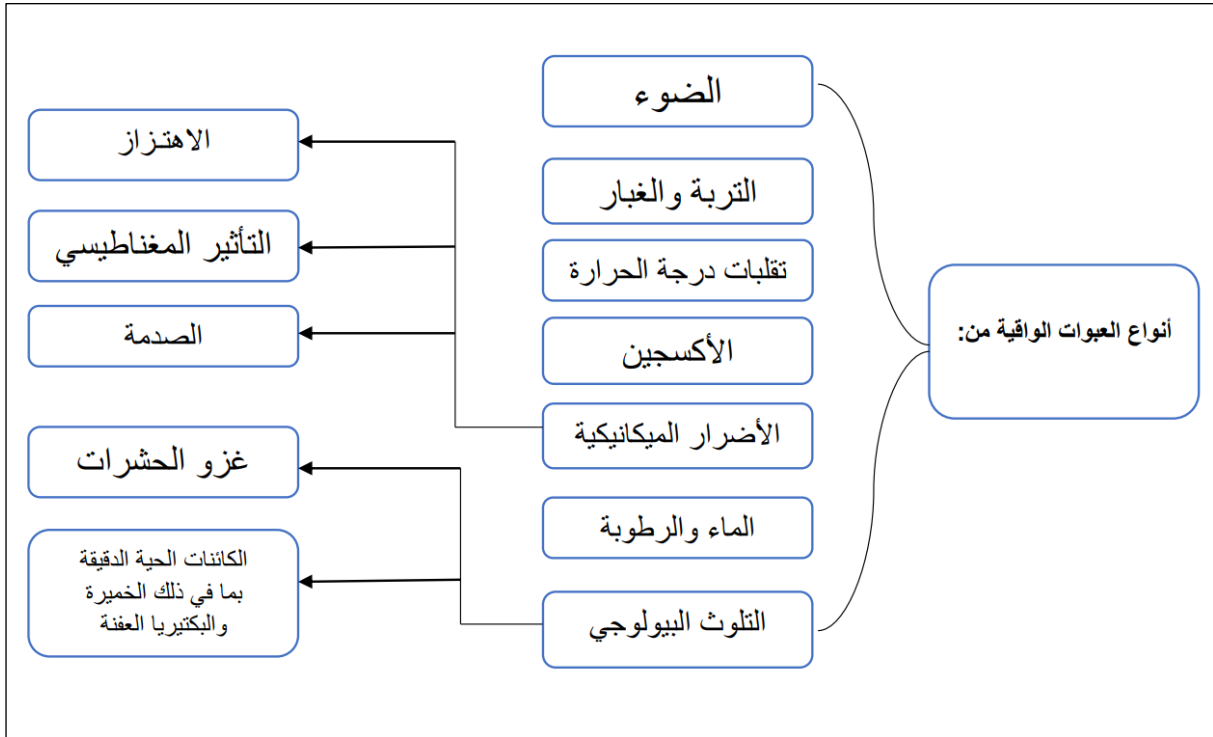 أنواع العبوات الواقية من:
الضوء
التربة والغبار
تقلبات درجة الحرارة
الأكسجين
الأضرار الميكانيكية
الماء والرطوبة
التلوث البيولوجي
الاهتزاز
التأثير المغناطيسي
الصدمة
غزو الحشرات
الكائنات الحية الدقيقة
بما في ذلك الخميرة
والبكتيريا العفنة